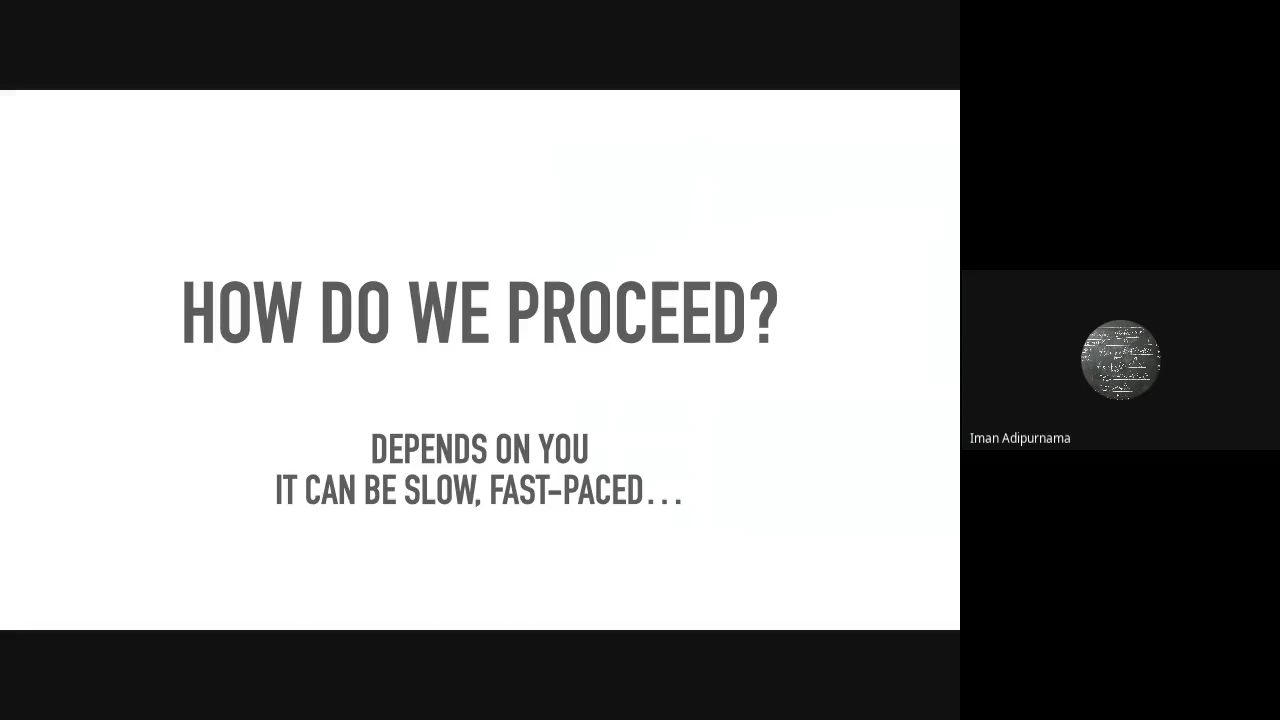 HOW DO WE PROCEED?
DEPENDS ON YOU
IT CAN BE SLOW, FAST-PACED...
Iman Adipurnama